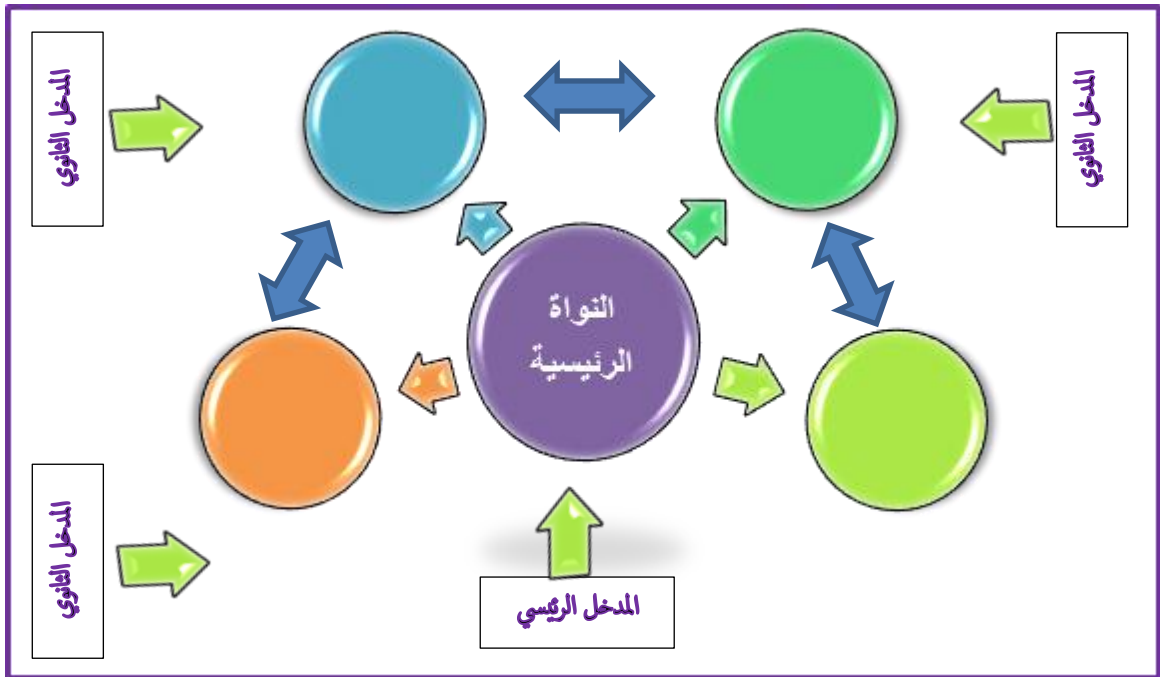 المدخل الثانوي
المدخل الثانوي
النواة
الرئيسية
المدخل الثانوي
المدخل الرئيسي